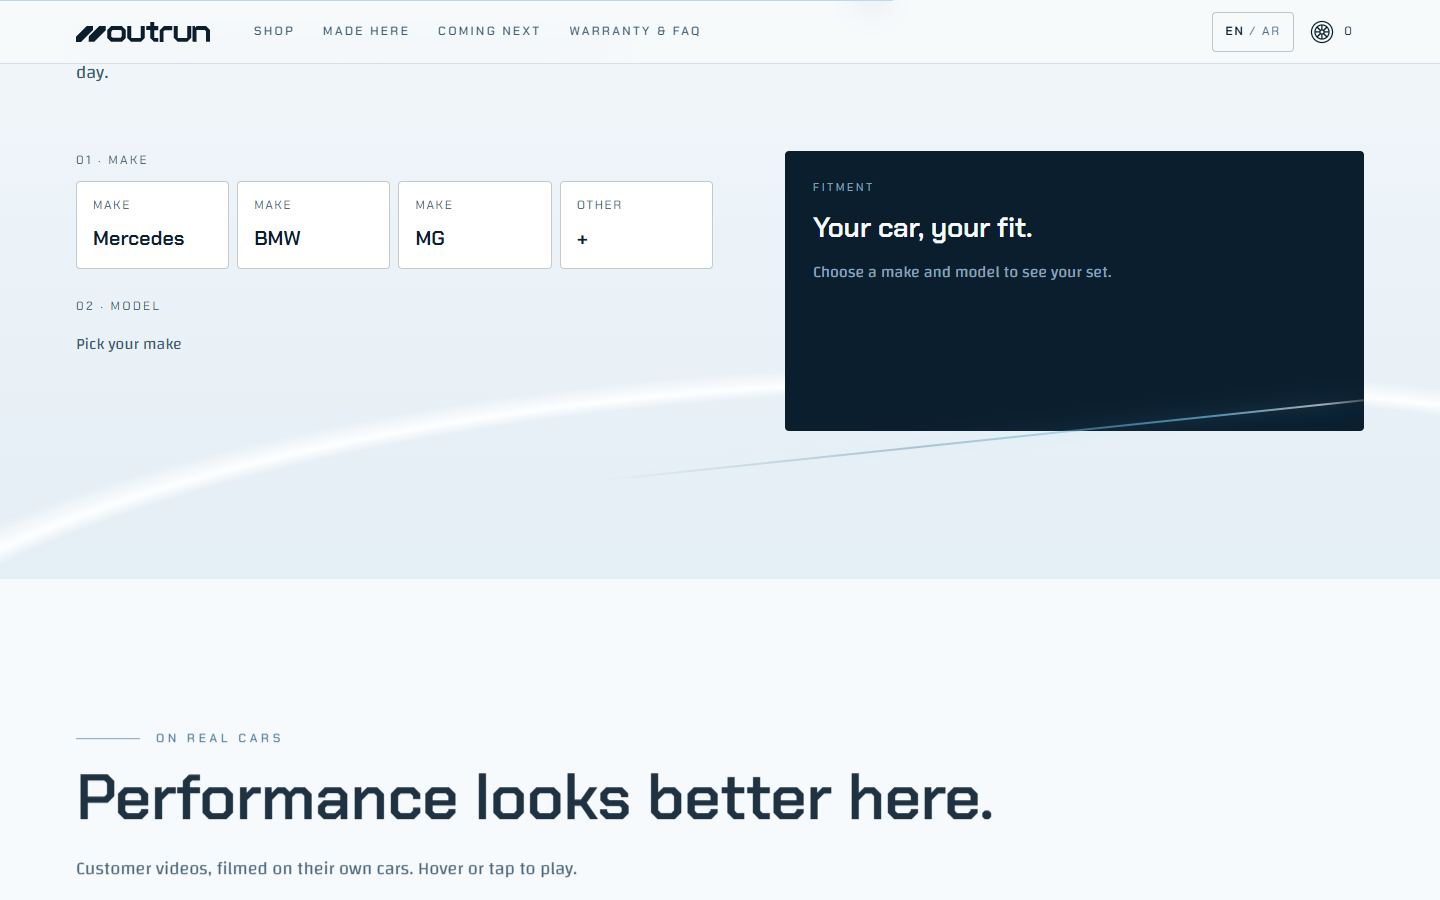 outrun
SHOP
MADE HERE
COMING NEXT
WARRANTY & FAQ
EN / AR
0
day.
01 · MAKE
MAKE
Mercedes
MAKE
BMW
MAKE
MG
OTHER
+
02 · MODEL
Pick your make
FITMENT
Your car, your fit.
Choose a make and model to see your set.
ON REAL CARS
Performance looks better here.
Customer videos, filmed on their own cars. Hover or tap to play.